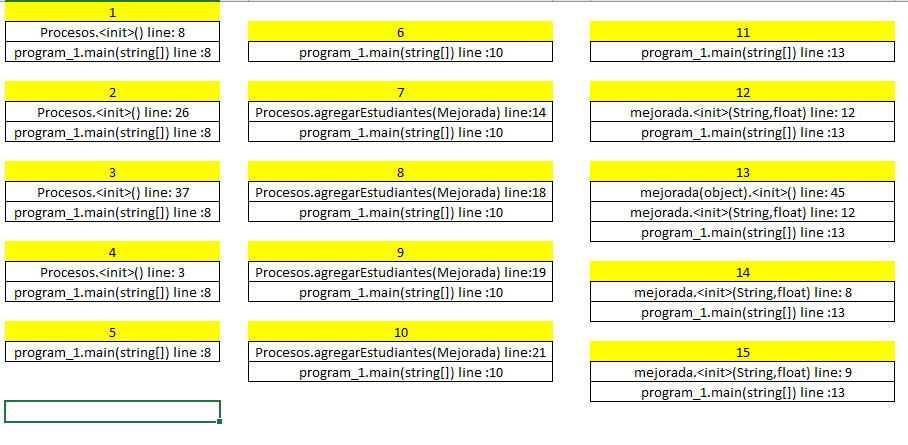 1
Procesos.<init>() line: 8
program_1.main(string[]) line :8
2
Procesos.<init>() line: 26
program_1.main(string[]) line :8
3
Procesos.<init>() line: 37
program_1.main(string[]) line :8
4
Procesos.<init>() line: 3
program_1.main(string[]) line :8
5
program_1.main(string[]) line :8
6
program_1.main(string[]) line :10
7
Procesos.agregarEstudiantes(Mejorada) line:14
program_1.main(string[]) line :10
8
Procesos.agregarEstudiantes(Mejorada) line:18
program_1.main(string[]) line :10
9
Procesos.agregarEstudiantes(Mejorada) line:19
program_1.main(string[]) line :10
10
Procesos.agregarEstudiantes(Mejorada) line:21
program_1.main(string[]) line :10
11
program_1.main(string[]) line :13
12
mejorada.<init>(String,float) line: 12
program_1.main(string[]) line :13
13
mejorada(object).<init>() line: 45
mejorada.<init>(String,float) line: 12
program_1.main(string[]) line :13
14
mejorada.<init>(String,float) line: 8
program_1.main(string[]) line :13
15
mejorada.<init>(String,float) line: 9
program_1.main(string[]) line :13